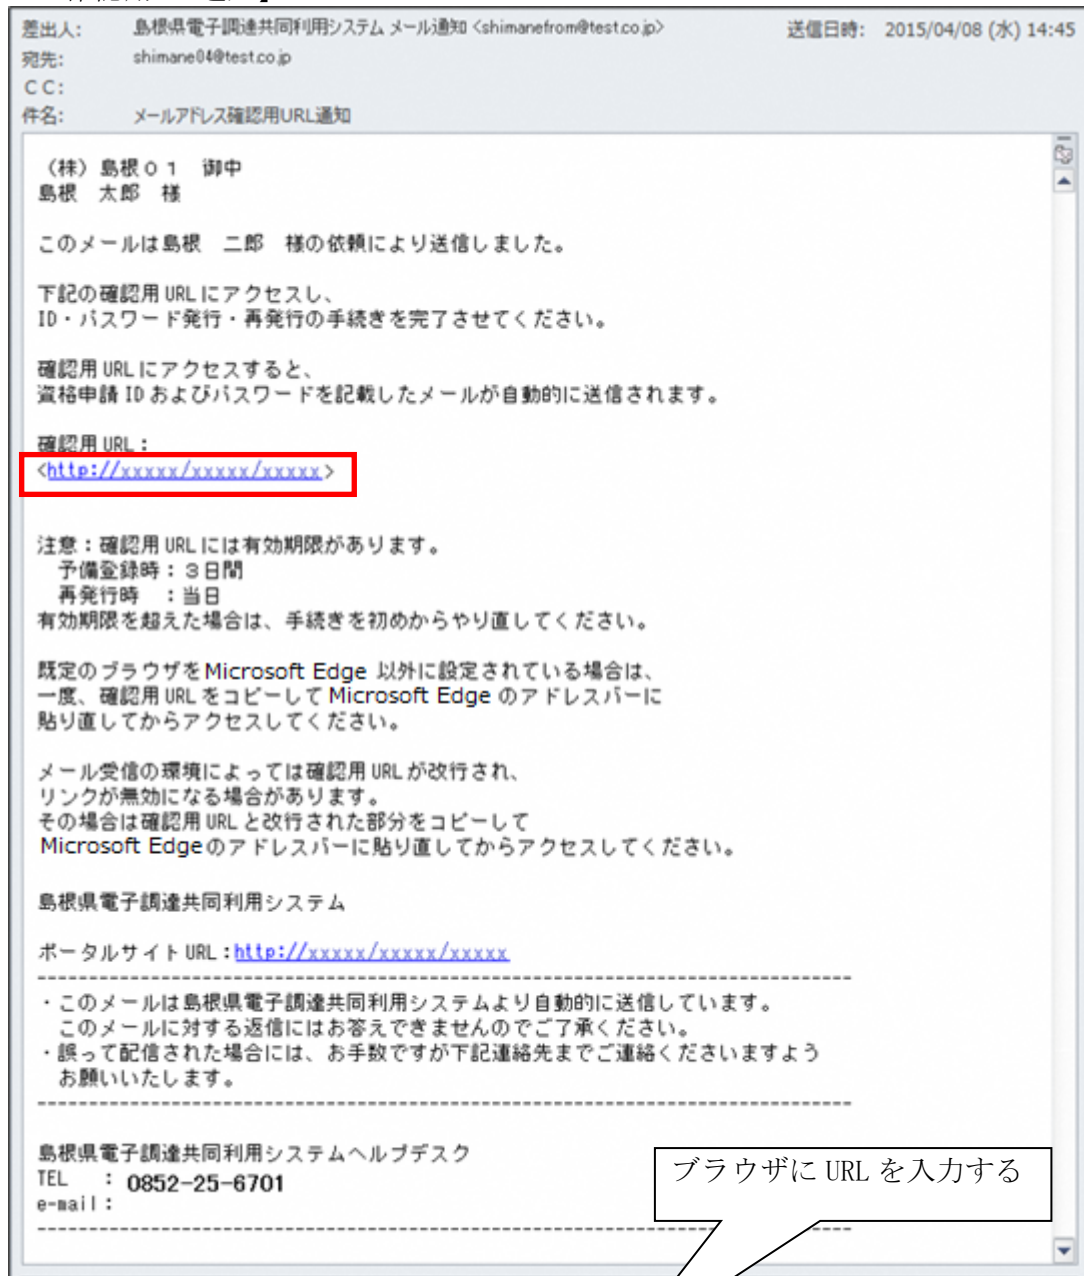 差出人: 島根県電子調達共同利用システム メール通知 <shimanefrom@test.co.jp> 送信日時: 2015/04/08 (水) 14:45
宛先: shimane04@test.co.jp
CC:
件名: メールアドレス確認用URL通知
（株）島根０１ 御中
島根 太郎 様
このメールは島根 二郎 様の依頼により送信しました。
下記の確認用URLにアクセスし、
ID・パスワード発行・再発行の手続きを完了させてください。
確認用URLにアクセスすると、
資格申請IDおよびパスワードを記載したメールが自動的に送信されます。
確認用URL：
<http://xxxxx/xxxxx/xxxxx>
注意：確認用URLには有効期限があります。
予備登録時：３日間
再発行時 ：当日
有効期限を超えた場合は、手続きを初めからやり直してください。
既定のブラウザをMicrosoft Edge 以外に設定されている場合は、
一度、確認用URLをコピーしてMicrosoft Edge のアドレスバーに
貼り直してからアクセスしてください。
メール受信の環境によっては確認用URLが改行され、
リンクが無効になる場合があります。
その場合は確認用URLと改行された部分をコピーして
Microsoft Edgeのアドレスバーに貼り直してからアクセスしてください。
島根県電子調達共同利用システム
ポータルサイトURL：http://xxxxx/xxxxx/xxxxx
------------------------------------------------------------------------------
・このメールは島根県電子調達共同利用システムより自動的に送信しています。
このメールに対する返信にはお答えできませんのでご了承ください。
・誤って配信された場合には、お手数ですが下記連絡先までご連絡くださいますよう
お願いいたします。
------------------------------------------------------------------------------
島根県電子調達共同利用システムヘルプデスク
TEL ： 0852-25-6701
e-mail：
------------------------------------------------------------------------------
ブラウザに URL を入力する